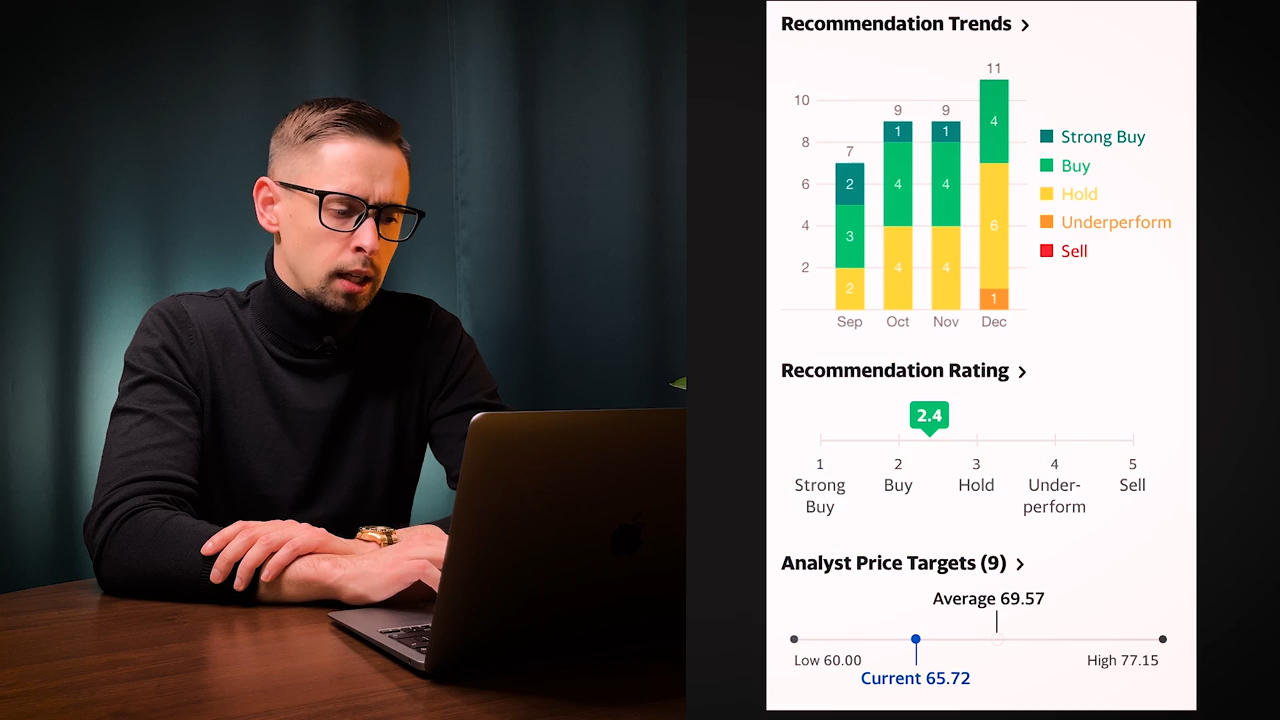 Recommendation Trends >
11
10
9
9
1
1
4
8
7
2
4
4
6
3
4
4
4
6
2
2
1
Sep
Oct
Nov
Dec
Strong Buy
Buy
Hold
Underperform
Sell
Recommendation Rating >
2.4
1 2 3 4 5
Strong Buy Hold Under- Sell
Buy perform
Analyst Price Targets (9) >
Average 69.57
Low 60.00 High 77.15
Current 65.72